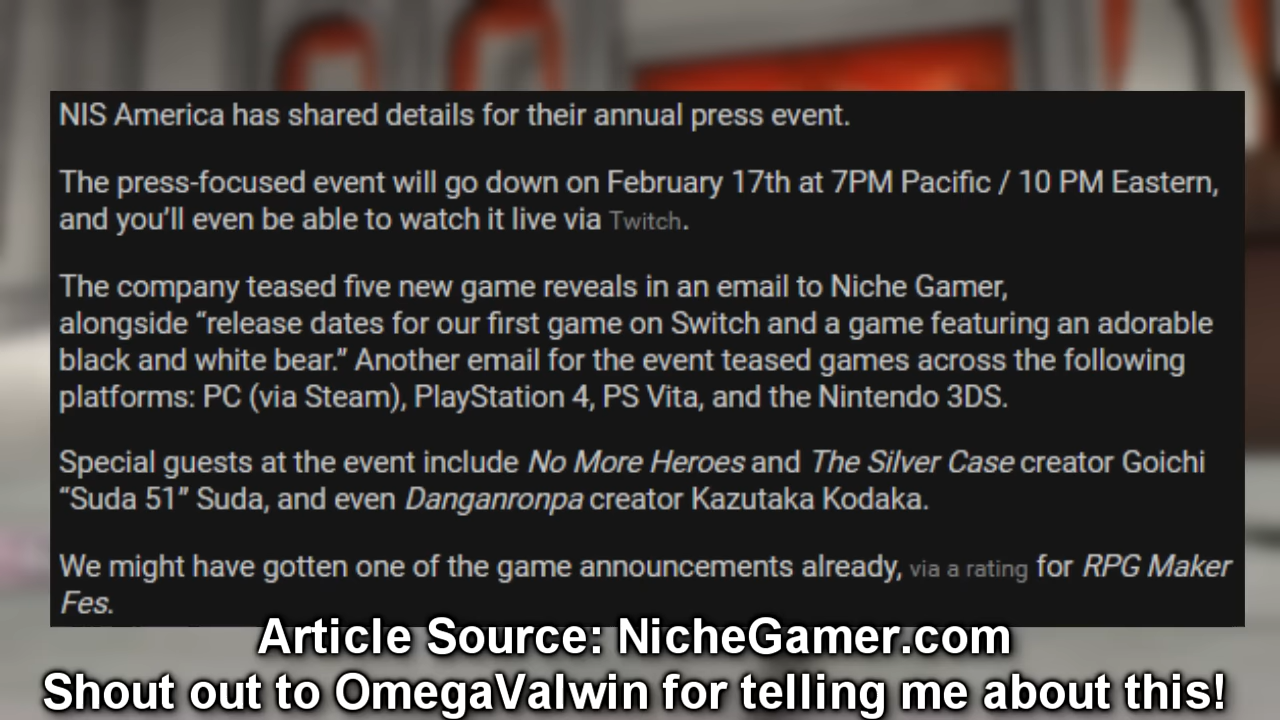 NIS America has shared details for their annual press event.
The press-focused event will go down on February 17th at 7PM Pacific / 10 PM Eastern,
and you’ll even be able to watch it live via Twitch.
The company teased five new game reveals in an email to Niche Gamer,
alongside “release dates for our first game on Switch and a game featuring an adorable
black and white bear.” Another email for the event teased games across the following
platforms: PC (via Steam), PlayStation 4, PS Vita, and the Nintendo 3DS.
Special guests at the event include No More Heroes and The Silver Case creator Goichi
“Suda 51” Suda, and even Danganronpa creator Kazutaka Kodaka.
We might have gotten one of the game announcements already, via a rating for RPG Maker
Fes.
Article Source: NicheGamer.com
Shout out to OmegaValwin for telling me about this!